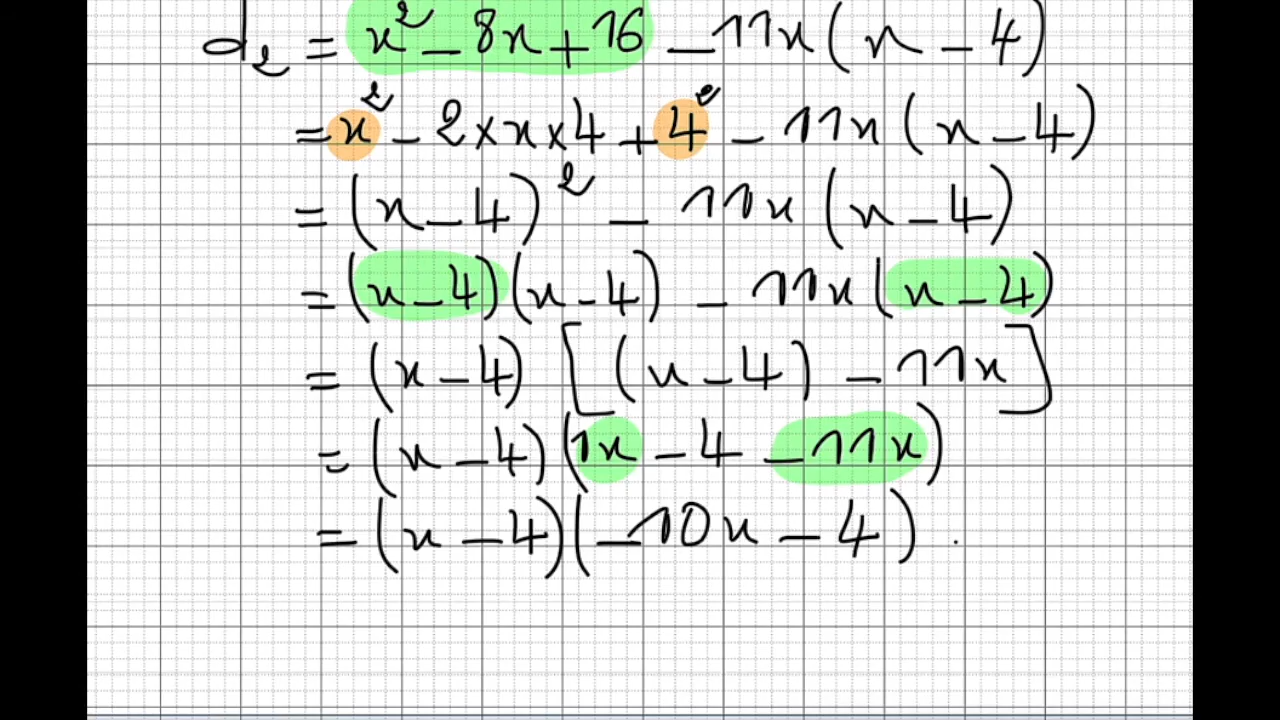 d₂ = x² - 8x + 16 - 11x (x - 4)
= x² - 2 × x × 4 + 4² - 11x (x - 4)
= (x - 4)² - 11x (x - 4)
= (x - 4)(x - 4) - 11x (x - 4)
= (x - 4) [(x - 4) - 11x]
= (x - 4)(1x - 4 - 11x)
= (x - 4)(-10x - 4).